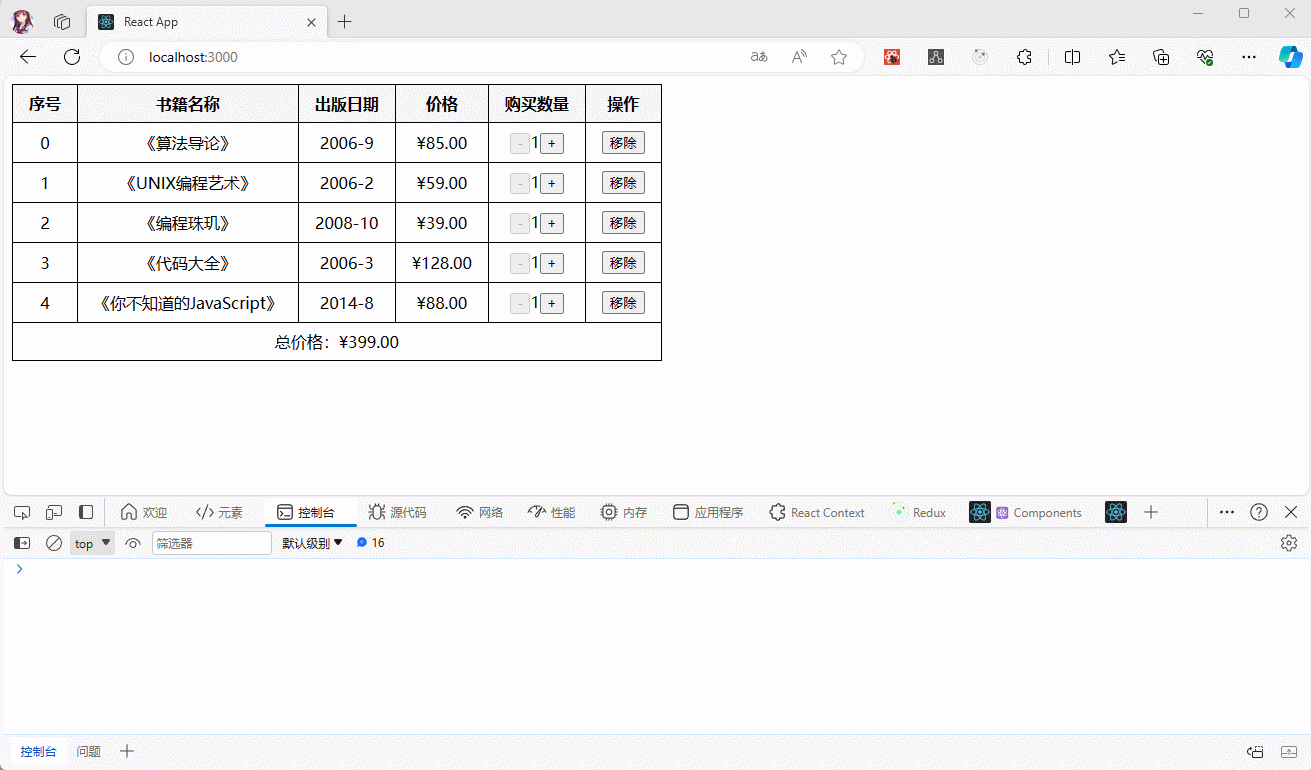 React App
localhost:3000
序号 书籍名称 出版日期 价格 购买数量 操作
0 《算法导论》 2006-9 ¥85.00 - 1 + 移除
1 《UNIX编程艺术》 2006-2 ¥59.00 - 1 + 移除
2 《编程珠玑》 2008-10 ¥39.00 - 1 + 移除
3 《代码大全》 2006-3 ¥128.00 - 1 + 移除
4 《你不知道的JavaScript》 2014-8 ¥88.00 - 1 + 移除
总价格：¥399.00
欢迎 元素 控制台 源代码 网络 性能 内存 应用程序 React Context Redux Components
top 筛选器 默认级别 16
控制台 问题